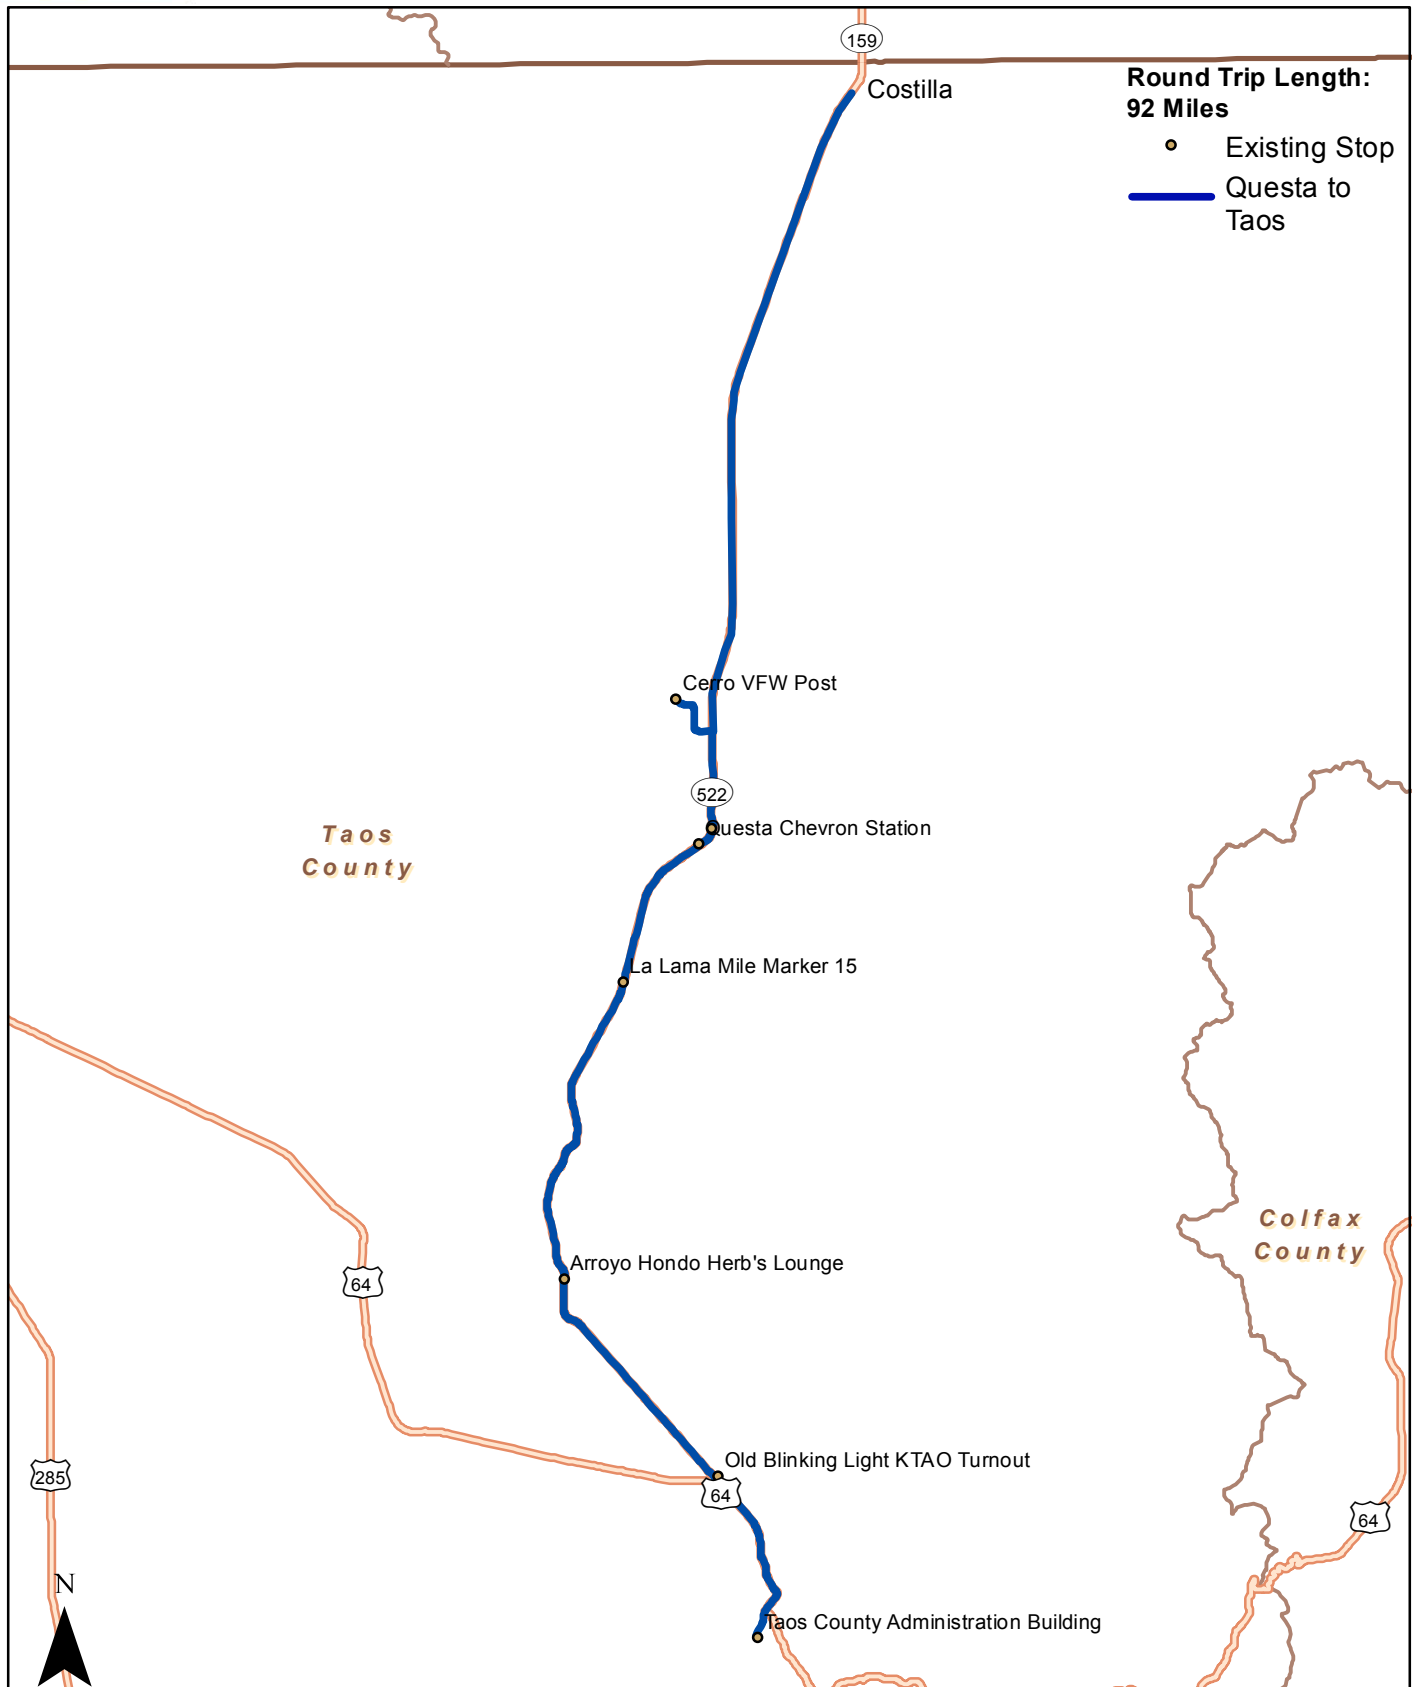 159
Costilla
Round Trip Length:
92 Miles
Existing Stop
Questa to
Taos
Cerro VFW Post
522
Questa Chevron Station
Taos
County
La Lama Mile Marker 15
Colfax
County
Arroyo Hondo Herb's Lounge
64
Old Blinking Light KTAO Turnout
285
64
64
N
Taos County Administration Building